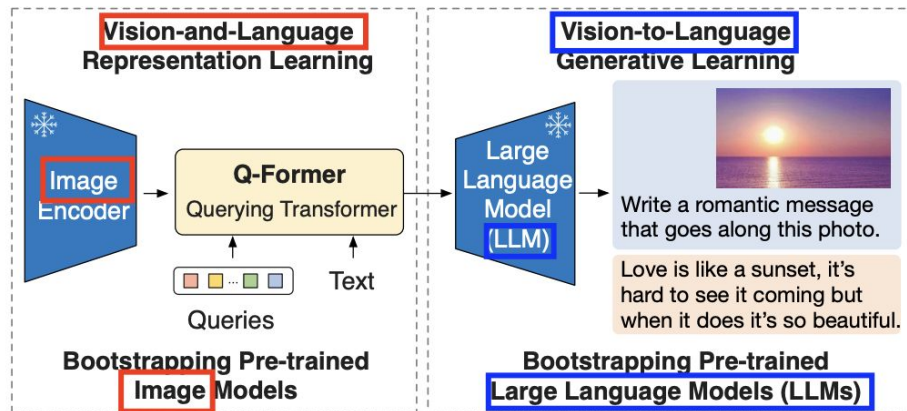 Vision-and-Language
Representation Learning
Image
Encoder
Q-Former
Querying Transformer
...
Queries
Text
Bootstrapping Pre-trained
Image Models
Vision-to-Language
Generative Learning
Large
Language
Model
(LLM)
Write a romantic message
that goes along this photo.
Love is like a sunset, it's
hard to see it coming but
when it does it's so beautiful.
Bootstrapping Pre-trained
Large Language Models (LLMs)